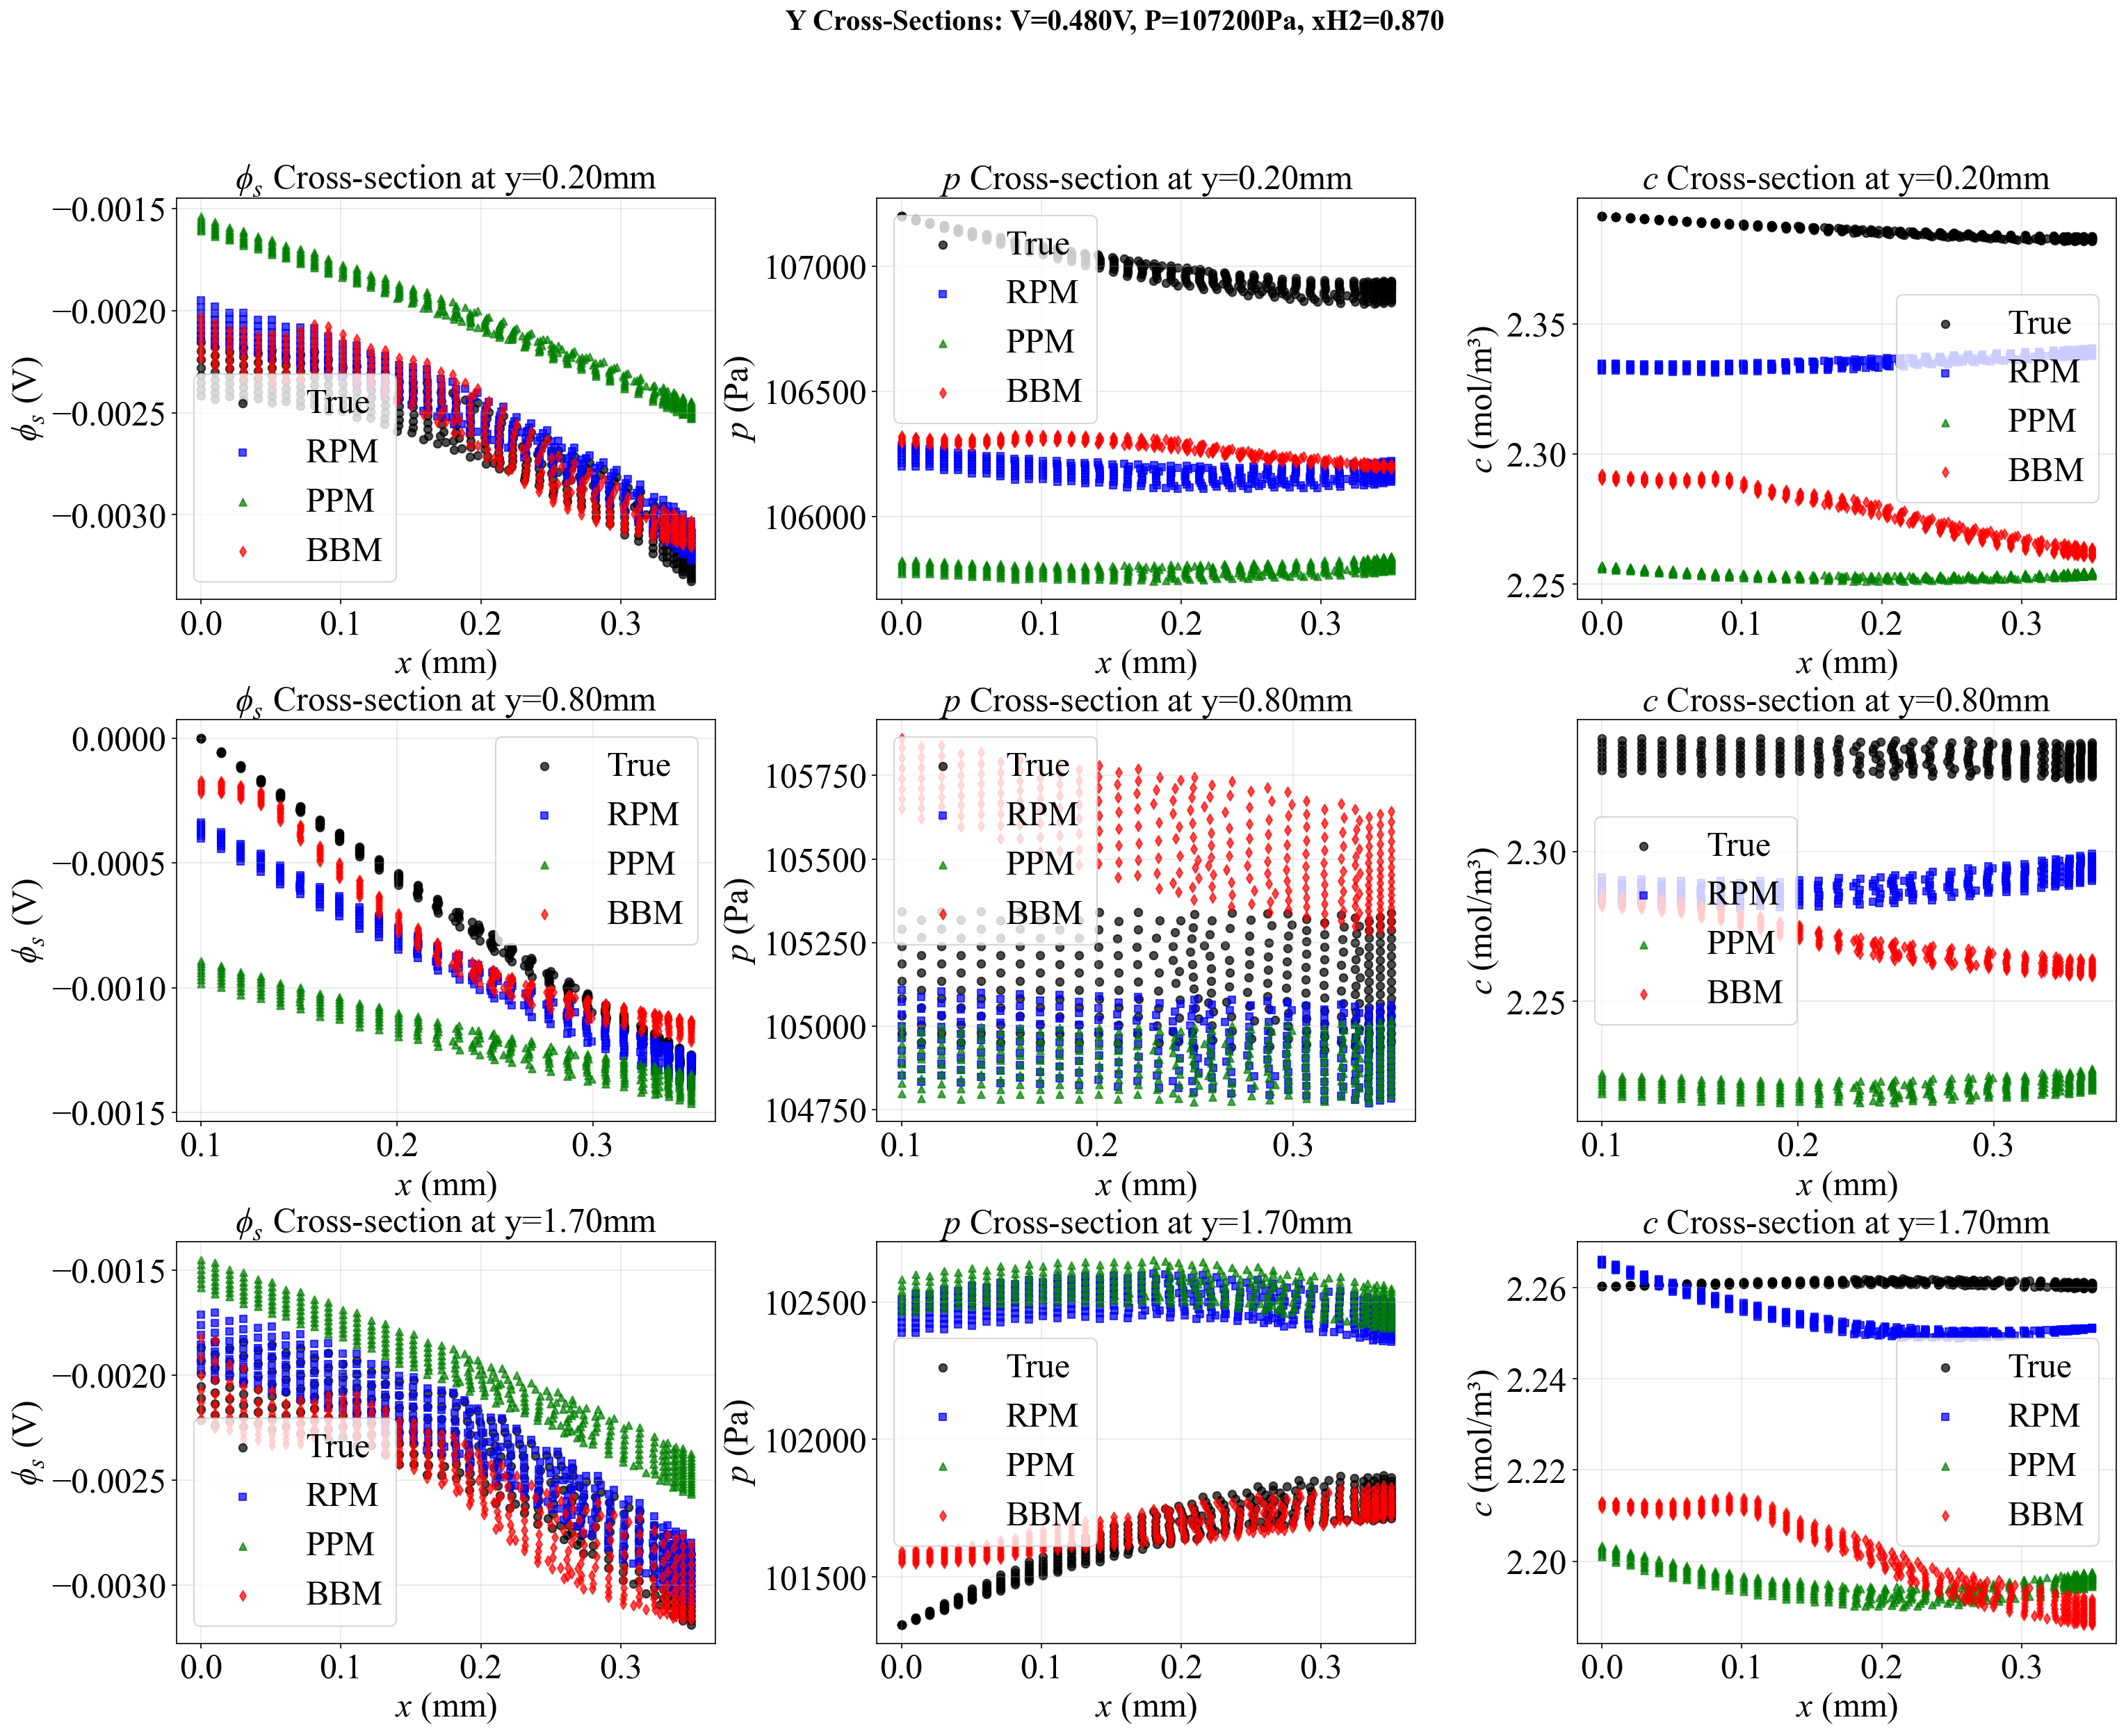 Y Cross-Sections: V=0.480V, P=107200Pa, xH2=0.870
ϕₛ Cross-section at y=0.20mm
−0.0015
−0.0020
−0.0025
−0.0030
ϕₛ (V)
True
RPM
PPM
BBM
0.0 0.1 0.2 0.3
x (mm)
p Cross-section at y=0.20mm
107000
106500
106000
p (Pa)
True
RPM
PPM
BBM
0.0 0.1 0.2 0.3
x (mm)
c Cross-section at y=0.20mm
2.35
2.30
2.25
c (mol/m³)
True
RPM
PPM
BBM
0.0 0.1 0.2 0.3
x (mm)
ϕₛ Cross-section at y=0.80mm
0.0000
−0.0005
−0.0010
−0.0015
ϕₛ (V)
True
RPM
PPM
BBM
0.1 0.2 0.3
x (mm)
p Cross-section at y=0.80mm
105750
105500
105250
105000
104750
p (Pa)
True
RPM
PPM
BBM
0.1 0.2 0.3
x (mm)
c Cross-section at y=0.80mm
2.30
2.25
c (mol/m³)
True
RPM
PPM
BBM
0.1 0.2 0.3
x (mm)
ϕₛ Cross-section at y=1.70mm
−0.0015
−0.0020
−0.0025
−0.0030
ϕₛ (V)
True
RPM
PPM
BBM
0.0 0.1 0.2 0.3
x (mm)
p Cross-section at y=1.70mm
102500
102000
101500
p (Pa)
True
RPM
PPM
BBM
0.0 0.1 0.2 0.3
x (mm)
c Cross-section at y=1.70mm
2.26
2.24
2.22
2.20
c (mol/m³)
True
RPM
PPM
BBM
0.0 0.1 0.2 0.3
x (mm)